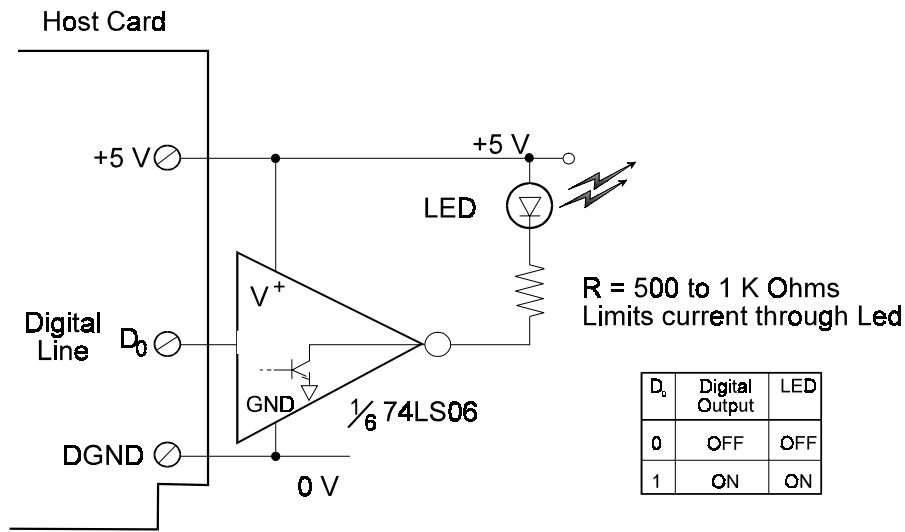 Host Card
+5 V
+5 V
LED
V+
R = 500 to 1 K Ohms
Limits current through Led
Digital
Line
D0
GND
1/6 74LS06
DGND
0 V
D0 Digital Output LED
0 OFF OFF
1 ON ON